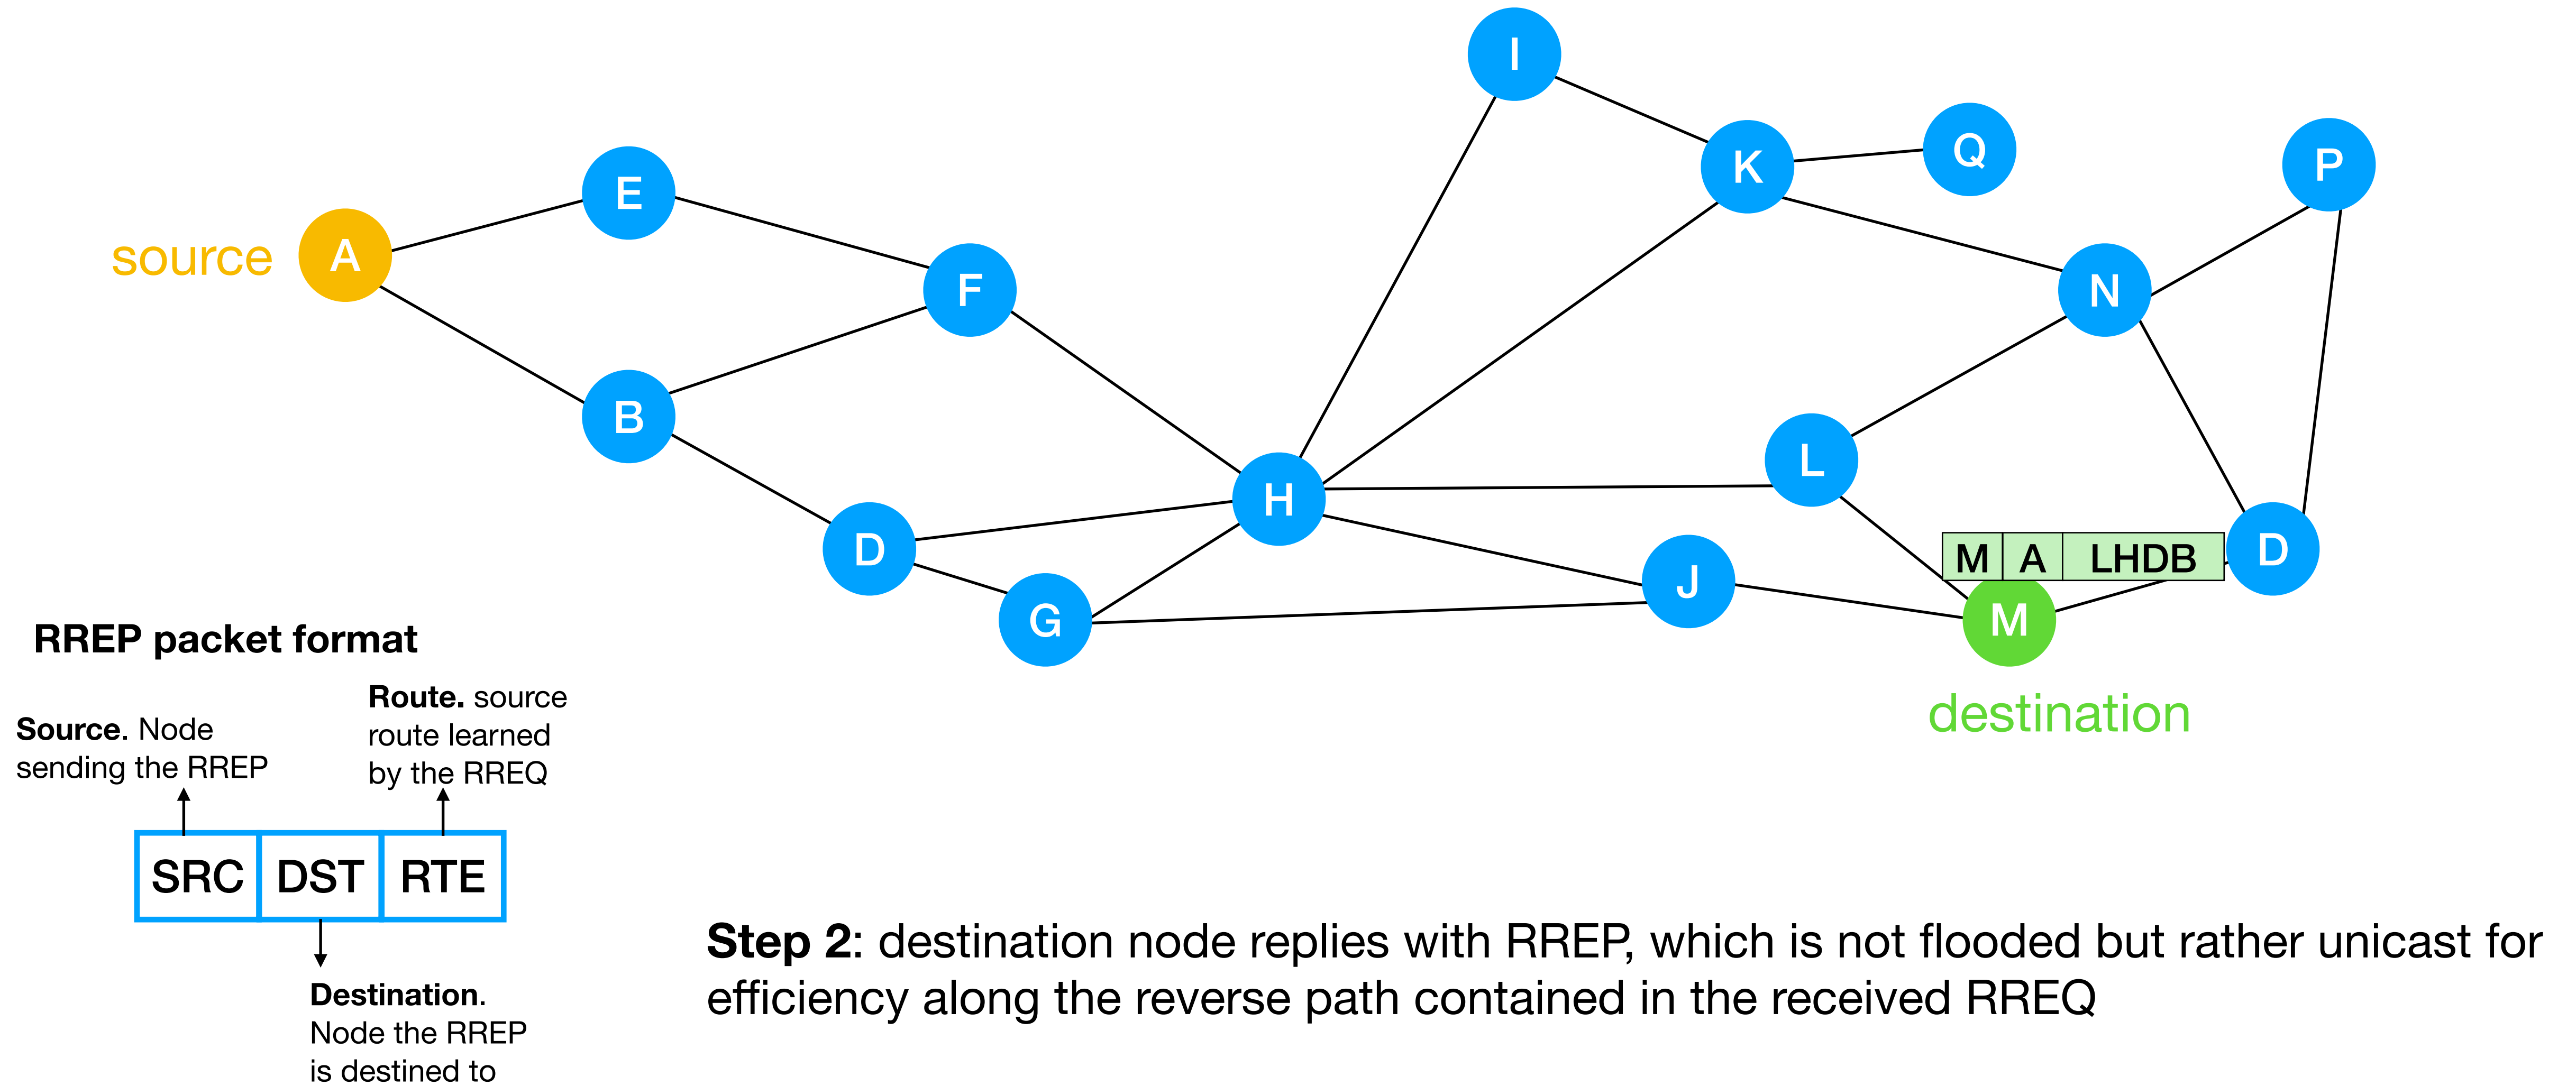 I
K
Q
P
E
source
A
F
N
B
L
H
D
M A LHDB
D
J
G
M
RREP packet format
destination
Route. source
route learned
by the RREQ
Source. Node
sending the RREP
SRC DST RTE
Destination.
Node the RREP
is destined to
Step 2: destination node replies with RREP, which is not flooded but rather unicast for
efficiency along the reverse path contained in the received RREQ